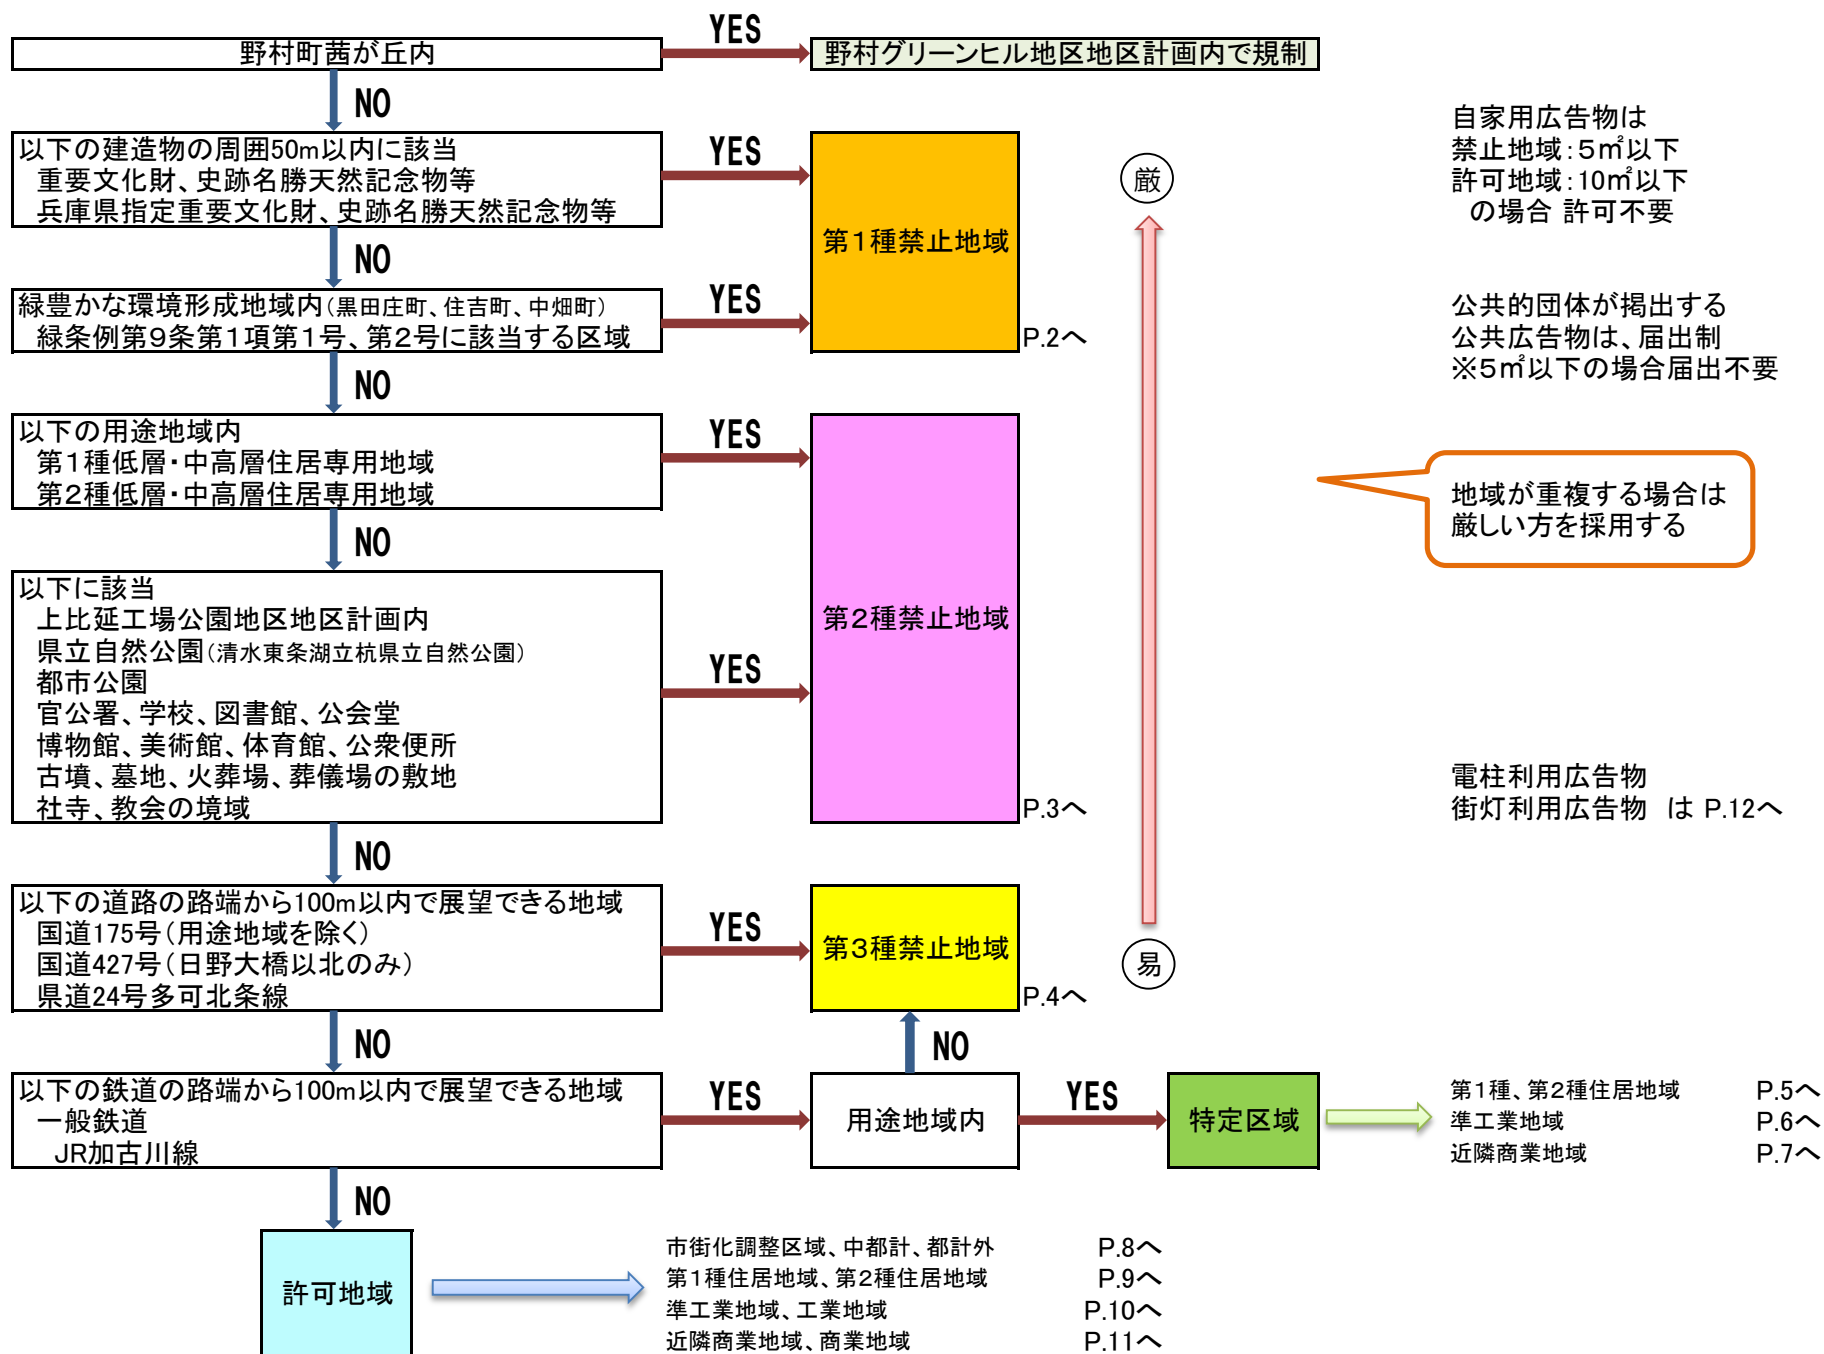 野村町茜が丘内
YES
野村グリーンヒル地区地区計画内で規制
NO
以下の建造物の周囲50m以内に該当
重要文化財、史跡名勝天然記念物等
兵庫県指定重要文化財、史跡名勝天然記念物等
YES
第1種禁止地域
NO
緑豊かな環境形成地域内(黒田庄町、住吉町、中畑町)
緑条例第9条第1項第1号、第2号に該当する区域
YES
P.2へ
NO
以下の用途地域内
第1種低層・中高層住居専用地域
第2種低層・中高層住居専用地域
YES
第2種禁止地域
NO
以下に該当
上比延工場公園地区地区計画内
県立自然公園(清水東条湖立杭県立自然公園)
都市公園
官公署、学校、図書館、公会堂
博物館、美術館、体育館、公衆便所
古墳、墓地、火葬場、葬儀場の敷地
社寺、教会の境域
YES
P.3へ
NO
以下の道路の路端から100m以内で展望できる地域
国道175号(用途地域を除く)
国道427号(日野大橋以北のみ)
県道24号多可北条線
YES
第3種禁止地域
P.4へ
NO
NO
以下の鉄道の路端から100m以内で展望できる地域
一般鉄道
JR加古川線
YES
用途地域内
YES
特定区域
第1種、第2種住居地域 P.5へ
準工業地域 P.6へ
近隣商業地域 P.7へ
NO
許可地域
市街化調整区域、中都計、都計外 P.8へ
第1種住居地域、第2種住居地域 P.9へ
準工業地域、工業地域 P.10へ
近隣商業地域、商業地域 P.11へ
厳
易
自家用広告物は
禁止地域:5㎡以下
許可地域:10㎡以下
の場合 許可不要
公共的団体が掲出する
公共広告物は、届出制
※5㎡以下の場合届出不要
地域が重複する場合は
厳しい方を採用する
電柱利用広告物
街灯利用広告物 は P.12へ